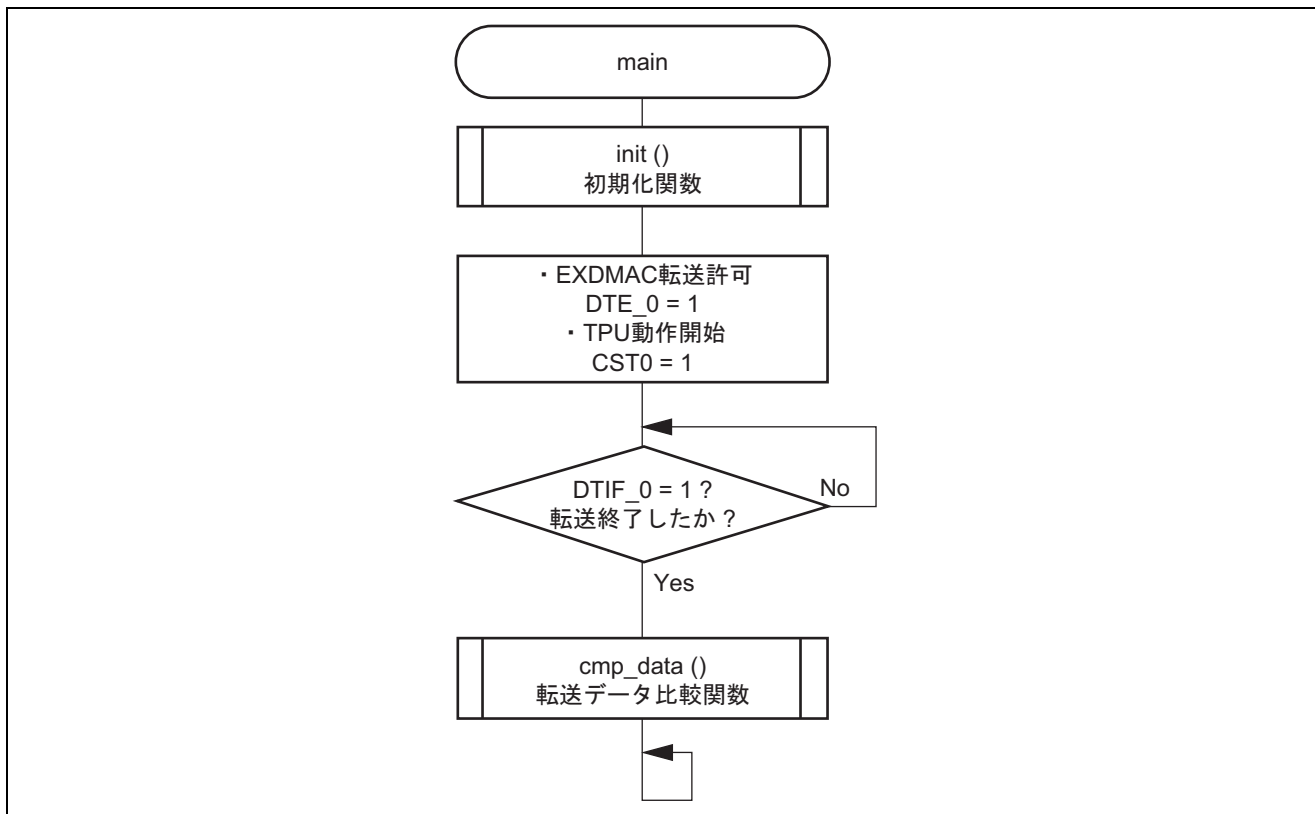 main
init ()
初期化関数
・EXDMAC転送許可
DTE_0 = 1
・TPU動作開始
CST0 = 1
DTIF_0 = 1 ?
転送終了したか ?
No
Yes
cmp_data ()
転送データ比較関数